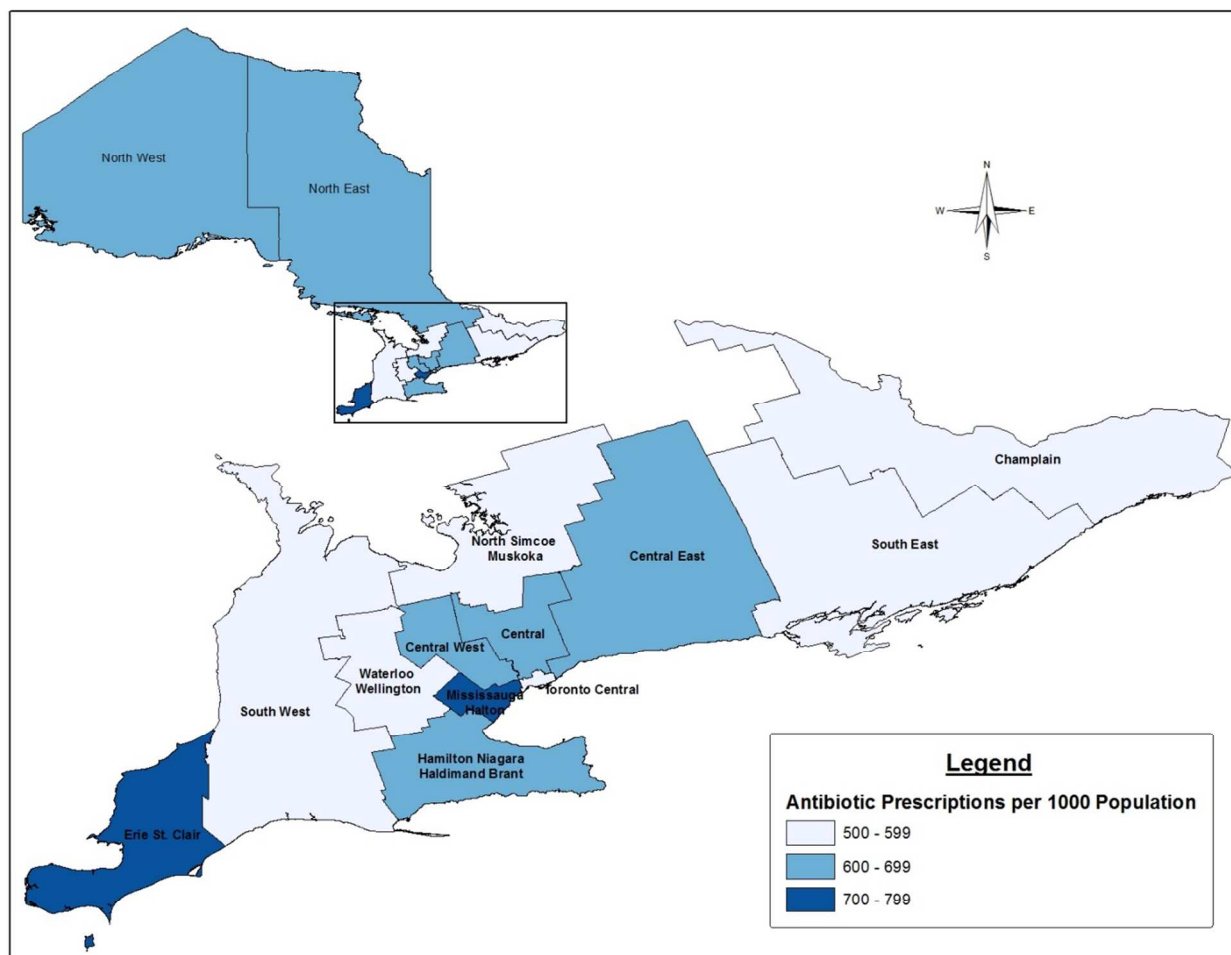 North West
North East
N
W
E
S
Champlain
North Simcoe
Muskoka
Central East
South East
Central West
Central
Waterloo
Wellington
Mississauga
Halton
Toronto Central
South West
Hamilton Niagara
Haldimand Brant
Erie St. Clair
Legend
Antibiotic Prescriptions per 1000 Population
500 - 599
600 - 699
700 - 799